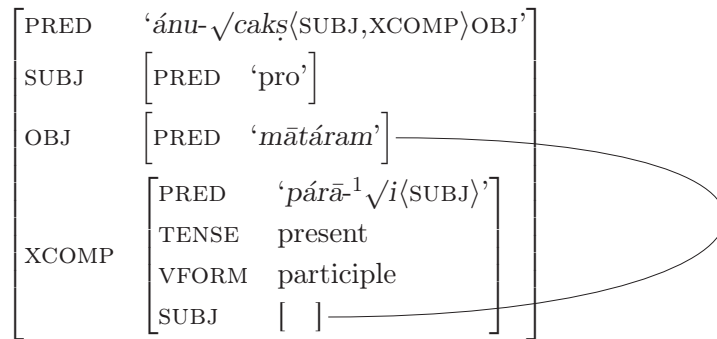 PRED ‘ánu-√cakṣ⟨SUBJ,XCOMP⟩OBJ’
SUBJ [PRED ‘pro’]
OBJ [PRED ‘mātáram’]
XCOMP
PRED ‘párā-¹√i⟨SUBJ⟩’
TENSE present
VFORM participle
SUBJ [ ]